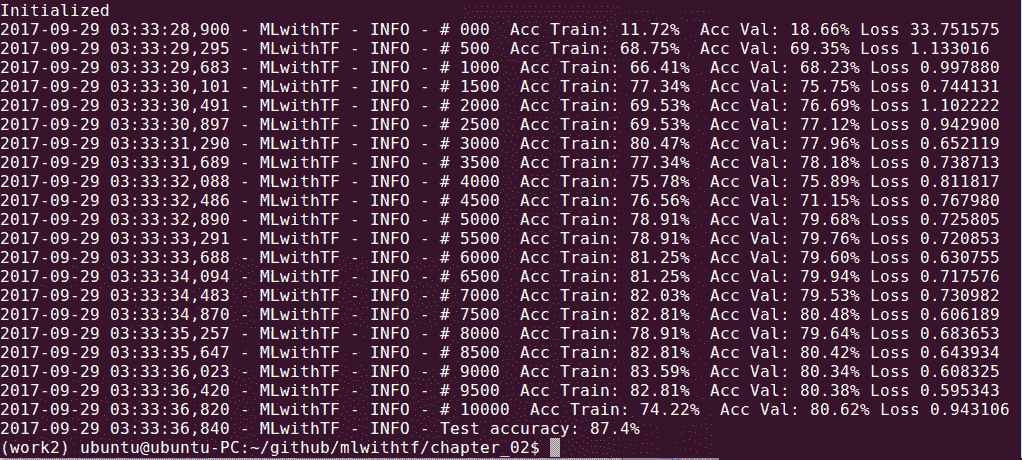 Initialized
2017-09-29 03:33:28,900 - MLwithTF - INFO - # 000  Acc Train: 11.72%  Acc Val: 18.66% Loss 33.751575
2017-09-29 03:33:29,295 - MLwithTF - INFO - # 500  Acc Train: 68.75%  Acc Val: 69.35% Loss 1.133016
2017-09-29 03:33:29,683 - MLwithTF - INFO - # 1000  Acc Train: 66.41%  Acc Val: 68.23% Loss 0.997880
2017-09-29 03:33:30,101 - MLwithTF - INFO - # 1500  Acc Train: 77.34%  Acc Val: 75.75% Loss 0.744131
2017-09-29 03:33:30,491 - MLwithTF - INFO - # 2000  Acc Train: 69.53%  Acc Val: 76.69% Loss 1.102222
2017-09-29 03:33:30,897 - MLwithTF - INFO - # 2500  Acc Train: 69.53%  Acc Val: 77.12% Loss 0.942900
2017-09-29 03:33:31,290 - MLwithTF - INFO - # 3000  Acc Train: 80.47%  Acc Val: 77.96% Loss 0.652119
2017-09-29 03:33:31,689 - MLwithTF - INFO - # 3500  Acc Train: 77.34%  Acc Val: 78.18% Loss 0.738713
2017-09-29 03:33:32,088 - MLwithTF - INFO - # 4000  Acc Train: 75.78%  Acc Val: 75.89% Loss 0.811817
2017-09-29 03:33:32,486 - MLwithTF - INFO - # 4500  Acc Train: 76.56%  Acc Val: 71.15% Loss 0.767980
2017-09-29 03:33:32,890 - MLwithTF - INFO - # 5000  Acc Train: 78.91%  Acc Val: 79.68% Loss 0.725805
2017-09-29 03:33:33,291 - MLwithTF - INFO - # 5500  Acc Train: 78.91%  Acc Val: 79.76% Loss 0.720853
2017-09-29 03:33:33,688 - MLwithTF - INFO - # 6000  Acc Train: 81.25%  Acc Val: 79.60% Loss 0.630755
2017-09-29 03:33:34,094 - MLwithTF - INFO - # 6500  Acc Train: 81.25%  Acc Val: 79.94% Loss 0.717576
2017-09-29 03:33:34,483 - MLwithTF - INFO - # 7000  Acc Train: 82.03%  Acc Val: 79.53% Loss 0.730982
2017-09-29 03:33:34,870 - MLwithTF - INFO - # 7500  Acc Train: 82.81%  Acc Val: 80.48% Loss 0.606189
2017-09-29 03:33:35,257 - MLwithTF - INFO - # 8000  Acc Train: 78.91%  Acc Val: 79.64% Loss 0.683653
2017-09-29 03:33:35,647 - MLwithTF - INFO - # 8500  Acc Train: 82.81%  Acc Val: 80.42% Loss 0.643934
2017-09-29 03:33:36,023 - MLwithTF - INFO - # 9000  Acc Train: 83.59%  Acc Val: 80.34% Loss 0.608325
2017-09-29 03:33:36,420 - MLwithTF - INFO - # 9500  Acc Train: 82.81%  Acc Val: 80.38% Loss 0.595343
2017-09-29 03:33:36,820 - MLwithTF - INFO - # 10000  Acc Train: 74.22%  Acc Val: 80.62% Loss 0.943106
2017-09-29 03:33:36,840 - MLwithTF - INFO - Test accuracy: 87.4%
(work2) ubuntu@ubuntu-PC:~/github/mlwithtf/chapter_02$